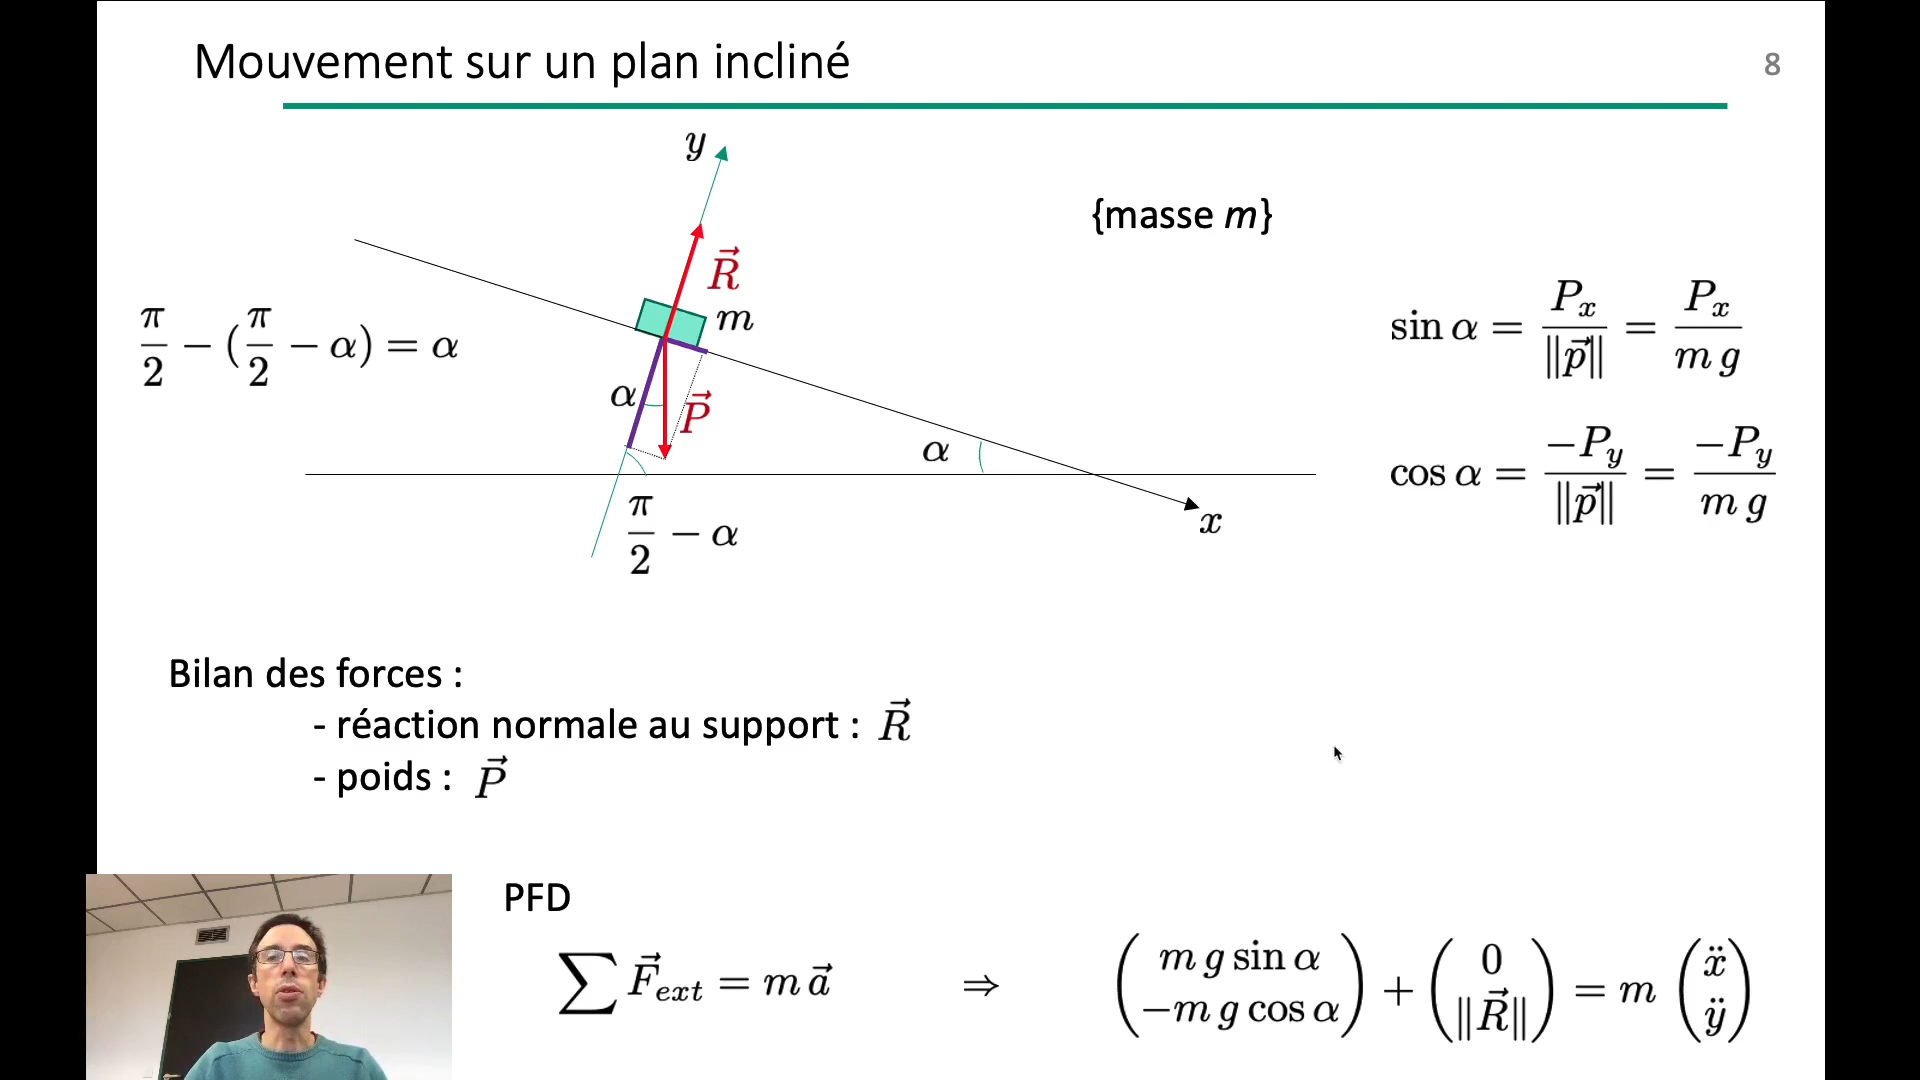 Mouvement sur un plan incliné
8
y
{masse m}
R⃗
m
π/2 − (π/2 − α) = α
sin α = Pₓ/‖p⃗‖ = Pₓ/(m g)
α
P⃗
α
cos α = −P_y/‖p⃗‖ = −P_y/(m g)
π/2 − α
x
Bilan des forces :
- réaction normale au support : R⃗
- poids : P⃗
PFD
∑ F⃗_ext = m a⃗ ⇒ (m g sin α; −m g cos α) + (0; ‖R⃗‖) = m (ẍ; ÿ)